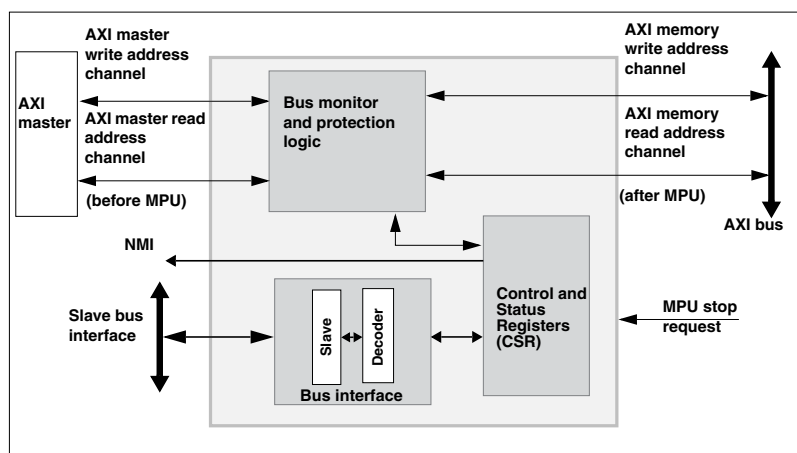 AXI master
write address
channel
AXI
master
AXI master read
address
channel
(before MPU)
Bus monitor
and protection
logic
AXI memory
write address
channel
AXI memory
read address
channel
(after MPU)
AXI bus
NMI
Slave bus
interface
Slave
Decoder
Bus interface
Control and
Status
Registers
(CSR)
MPU stop
request